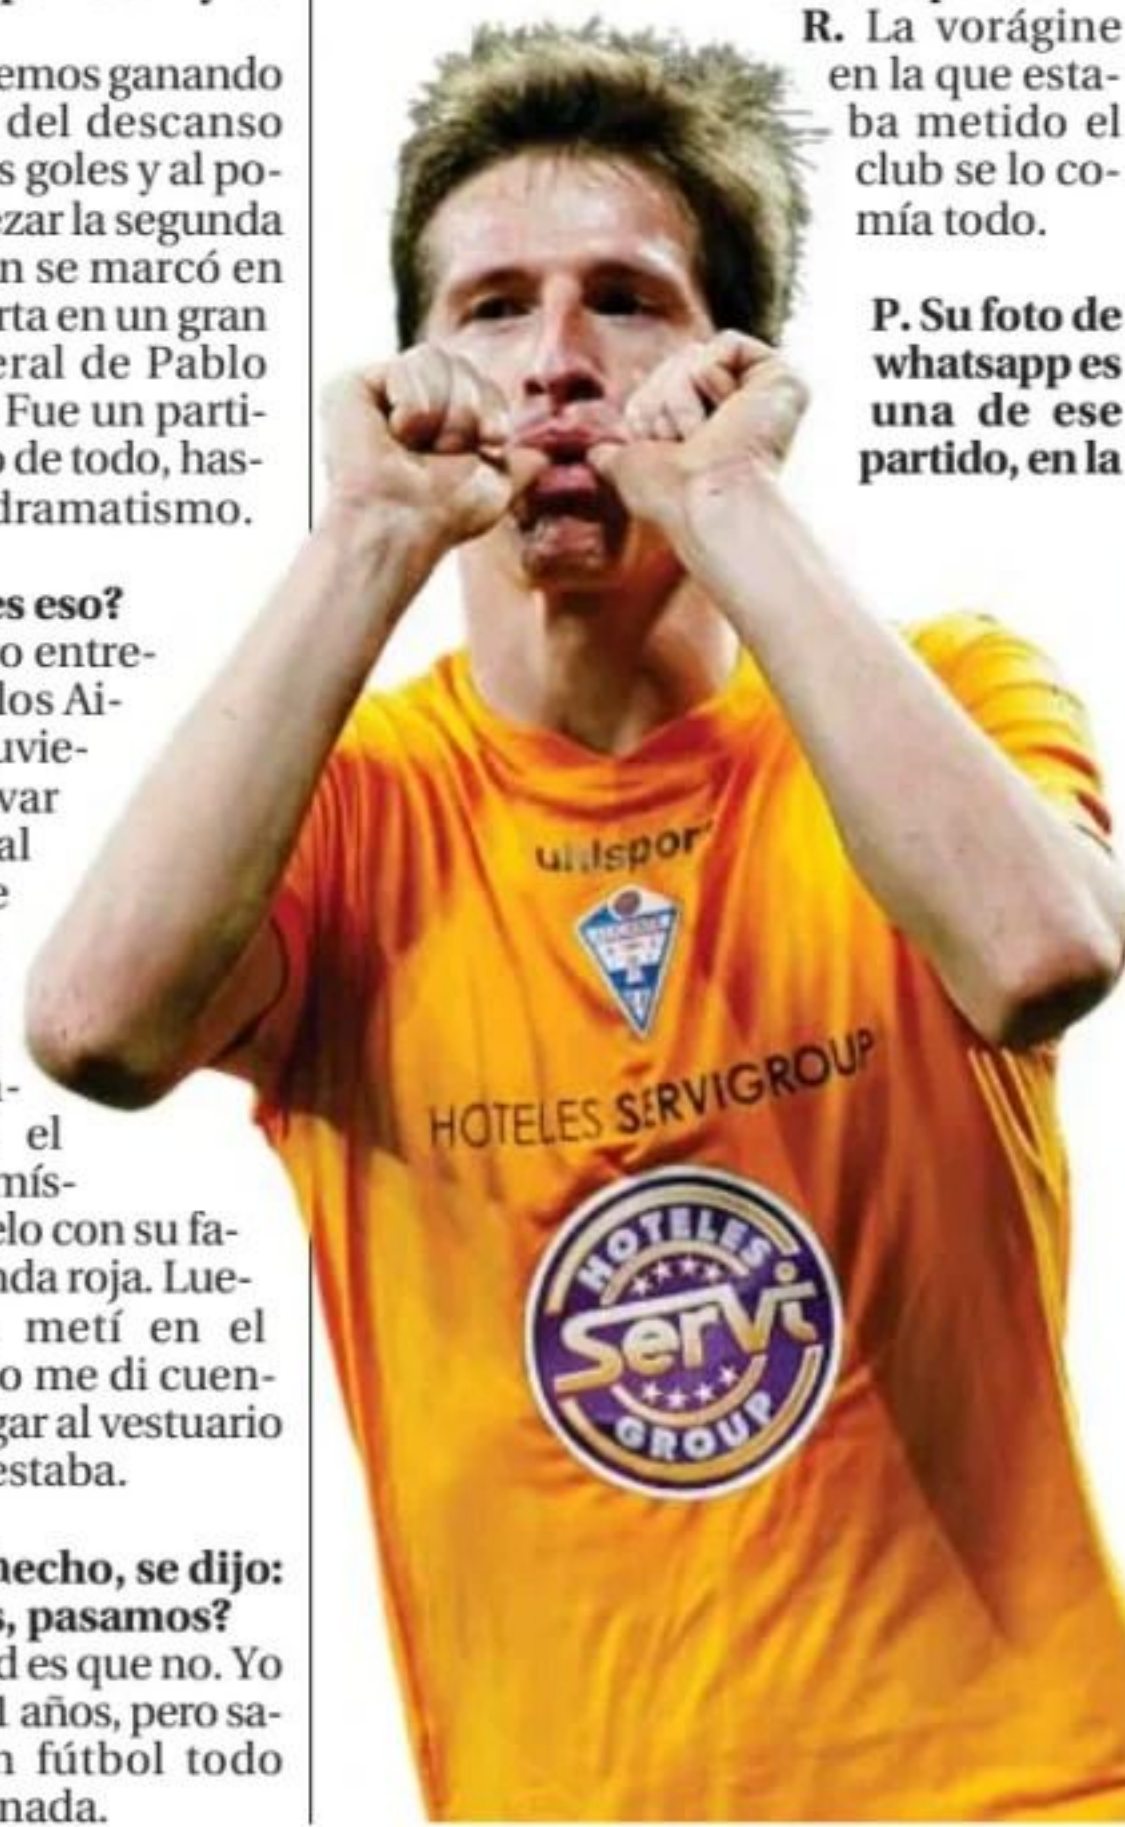 emos ganando
del descanso
s goles y al po-
ezar la segunda
n se marcó en
rta en un gran
eral de Pablo
Fue un parti-
o de todo, has-
dramatismo.
es eso?
o entre-
los Ai-
uvie-
var
al
e
el
mís-
elo con su fa-
nda roja. Lue-
metí en el
o me di cuen-
gar al vestuario
estaba.
hecho, se dijo:
s, pasamos?
d es que no. Yo
1 años, pero sa-
n fútbol todo
nada.
uhlsport
HOTELES SERVIGROUP
HOTELES
Servi
GROUP
R. La vorágine
en la que esta-
ba metido el
club se lo co-
mía todo.
P. Su foto de
whatsapp es
una de ese
partido, en la